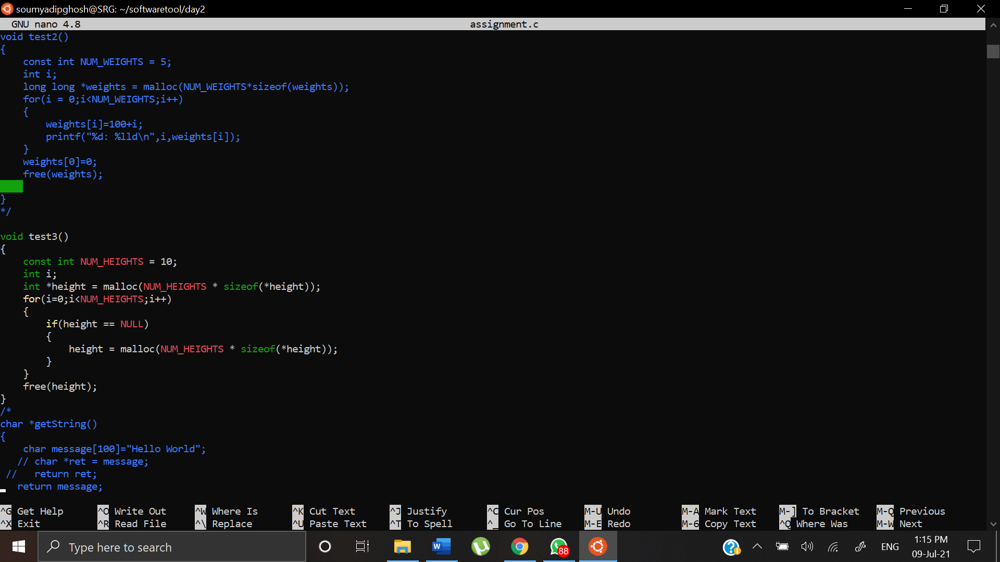 soumyadipghosh@SRG: ~/softwaretool/day2
GNU nano 4.8 assignment.c
void test2()
{
    const int NUM_WEIGHTS = 5;
    int i;
    long long *weights = malloc(NUM_WEIGHTS*sizeof(weights));
    for(i = 0;i<NUM_WEIGHTS;i++)
    {
        weights[i]=100+i;
        printf("%d: %lld\n",i,weights[i]);
    }
    weights[0]=0;
    free(weights);
}
*/
void test3()
{
    const int NUM_HEIGHTS = 10;
    int i;
    int *height = malloc(NUM_HEIGHTS * sizeof(*height));
    for(i=0;i<NUM_HEIGHTS;i++)
    {
        if(height == NULL)
        {
            height = malloc(NUM_HEIGHTS * sizeof(*height));
        }
    }
    free(height);
}
/*
char *getString()
{
    char message[100]="Hello World";
   // char *ret = message;
 //   return ret;
   return message;
^G Get Help ^O Write Out ^W Where Is ^K Cut Text ^J Justify ^C Cur Pos M-U Undo M-A Mark Text M-] To Bracket M-Q Previous
^X Exit ^R Read File ^\ Replace ^U Paste Text ^T To Spell ^_ Go To Line M-E Redo M-6 Copy Text ^Q Where Was M-W Next
Type here to search
88
ENG
1:15 PM
09-Jul-21